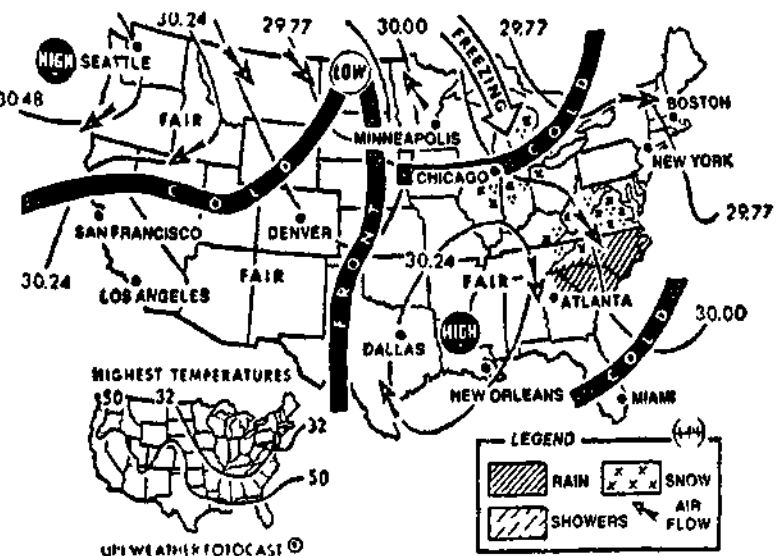 30.24
29.77
30.00
29.77
FREEZING
HIGH
SEATTLE
LOW
COLD
30.48
FAIR
BOSTON
MINNEAPOLIS
NEW YORK
CHICAGO
COLD
29.77
SAN FRANCISCO
DENVER
FRONT
30.24
FAIR
30.24
FAIR
LOS ANGELES
ATLANTA
30.00
DALLAS
HIGH
COLD
NEW ORLEANS
MIAMI
HIGHEST TEMPERATURES
50
32
32
50
LEGEND
RAIN
SNOW
SHOWERS
AIR
FLOW
UPI WEATHER FOTOCAST ©